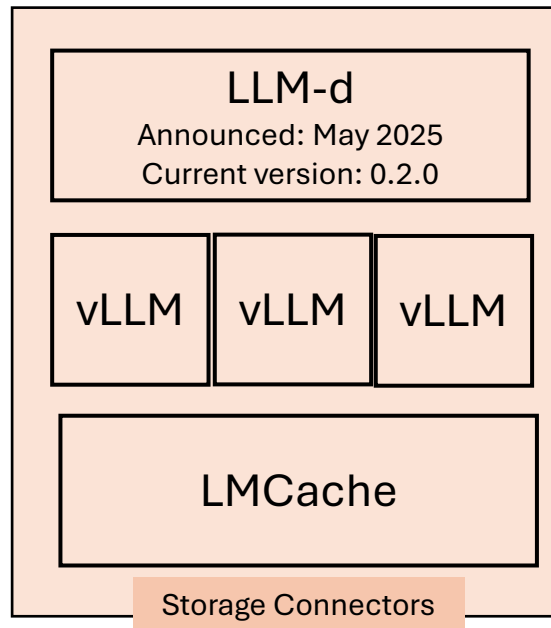 LLM-d
Announced: May 2025
Current version: 0.2.0
vLLM vLLM vLLM
LMCache
Storage Connectors